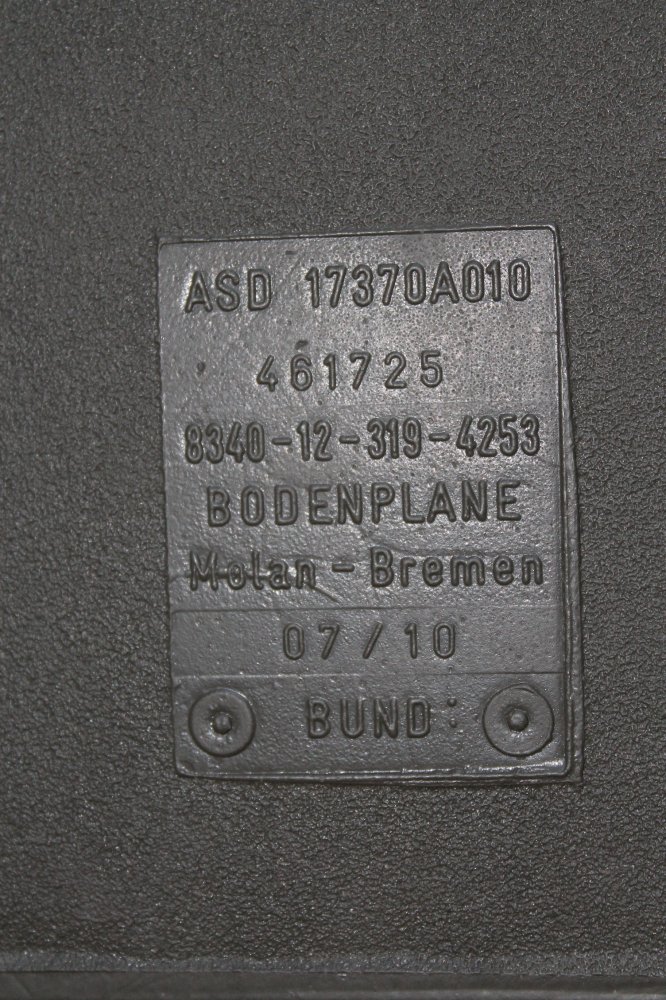 ASD 17370A010
461725
8340-12-319-4253
BODENPLANE
Molan - Bremen
07/10
BUND: